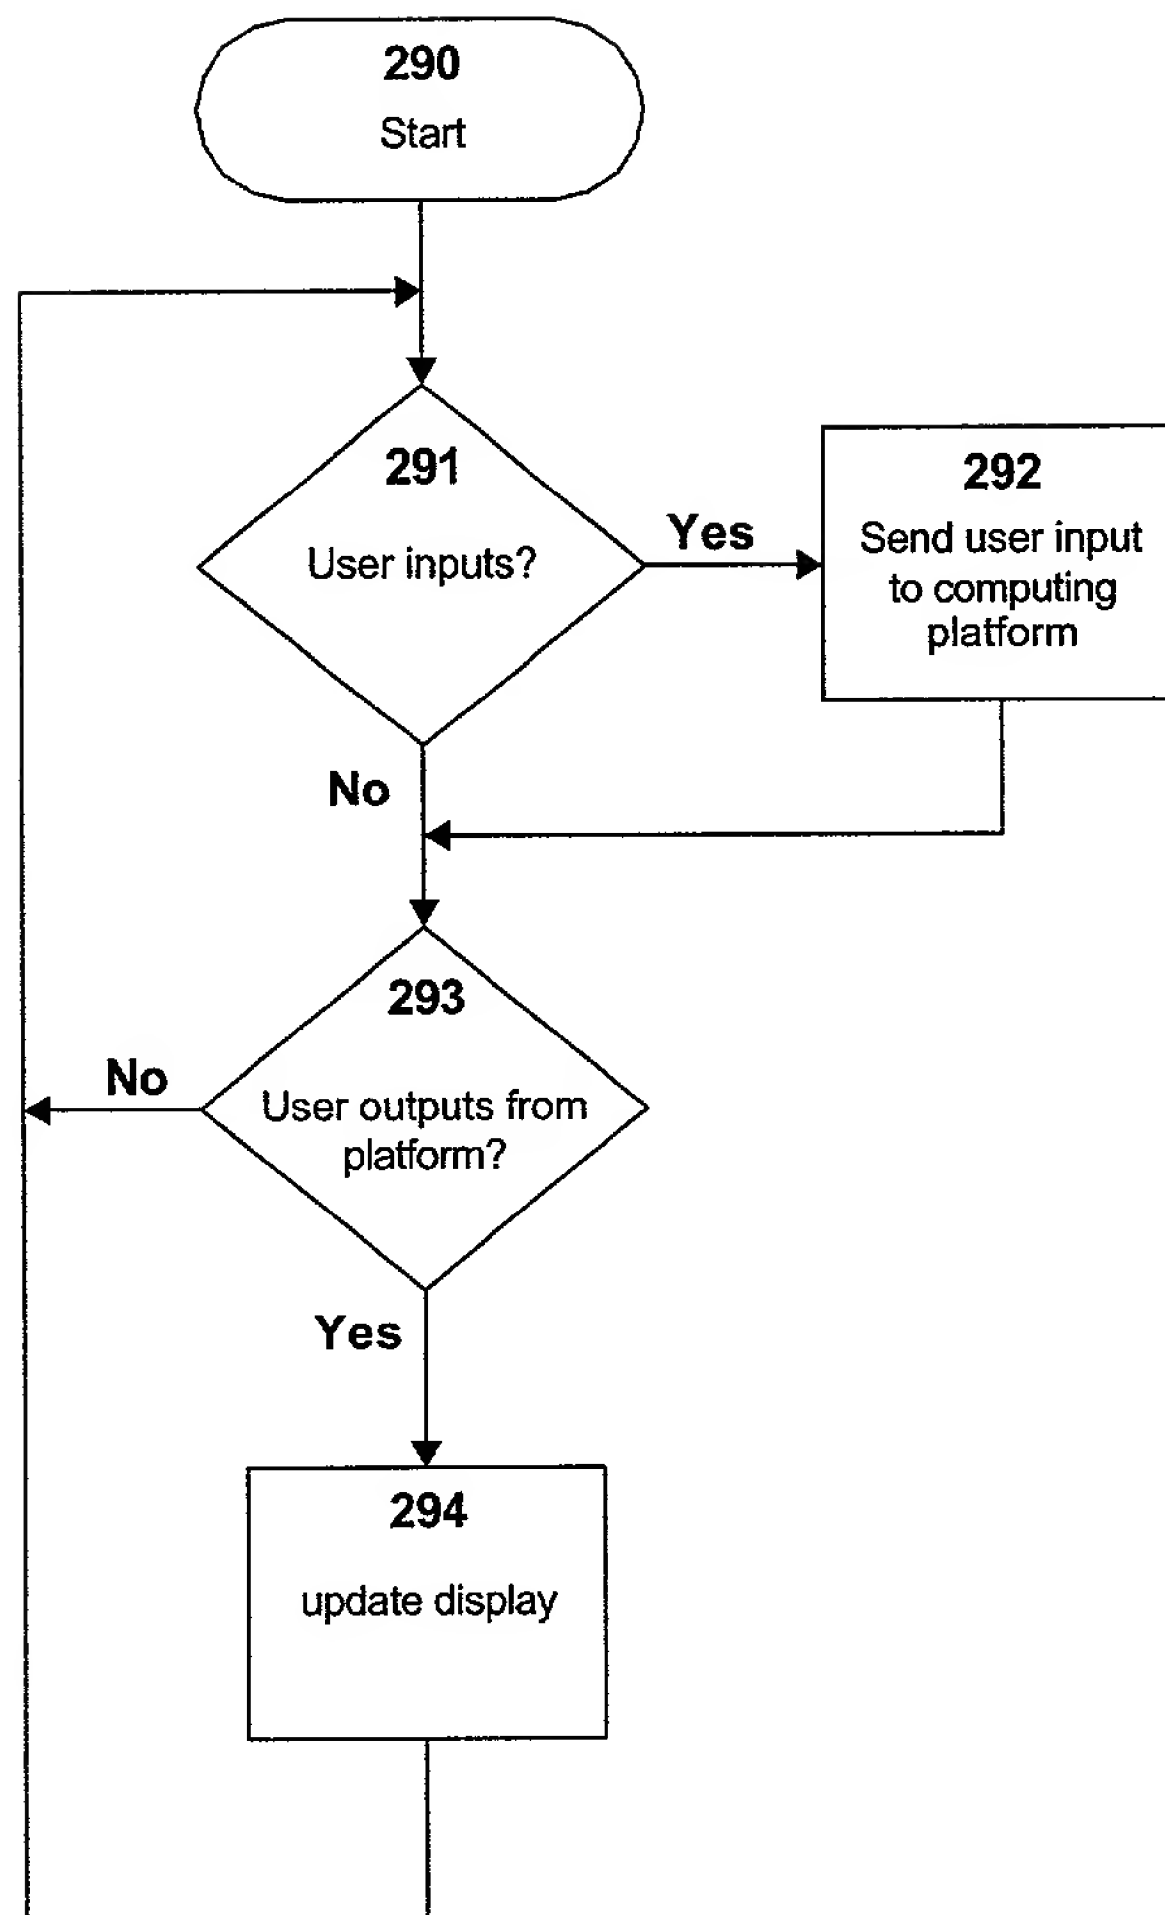 290
Start
291
User inputs?
Yes
292
Send user input
to computing
platform
No
293
User outputs from
platform?
No
Yes
294
update display